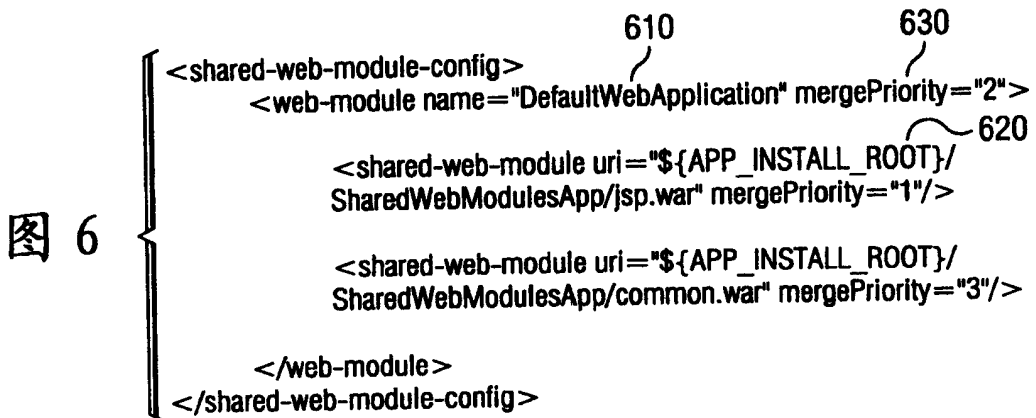 610 630
<shared-web-module-config>
<web-module name="DefaultWebApplication" mergePriority="2">
620
<shared-web-module uri="${APP_INSTALL_ROOT}/
SharedWebModulesApp/jsp.war" mergePriority="1"/>
图 6
<shared-web-module uri="${APP_INSTALL_ROOT}/
SharedWebModulesApp/common.war" mergePriority="3"/>
</web-module>
</shared-web-module-config>